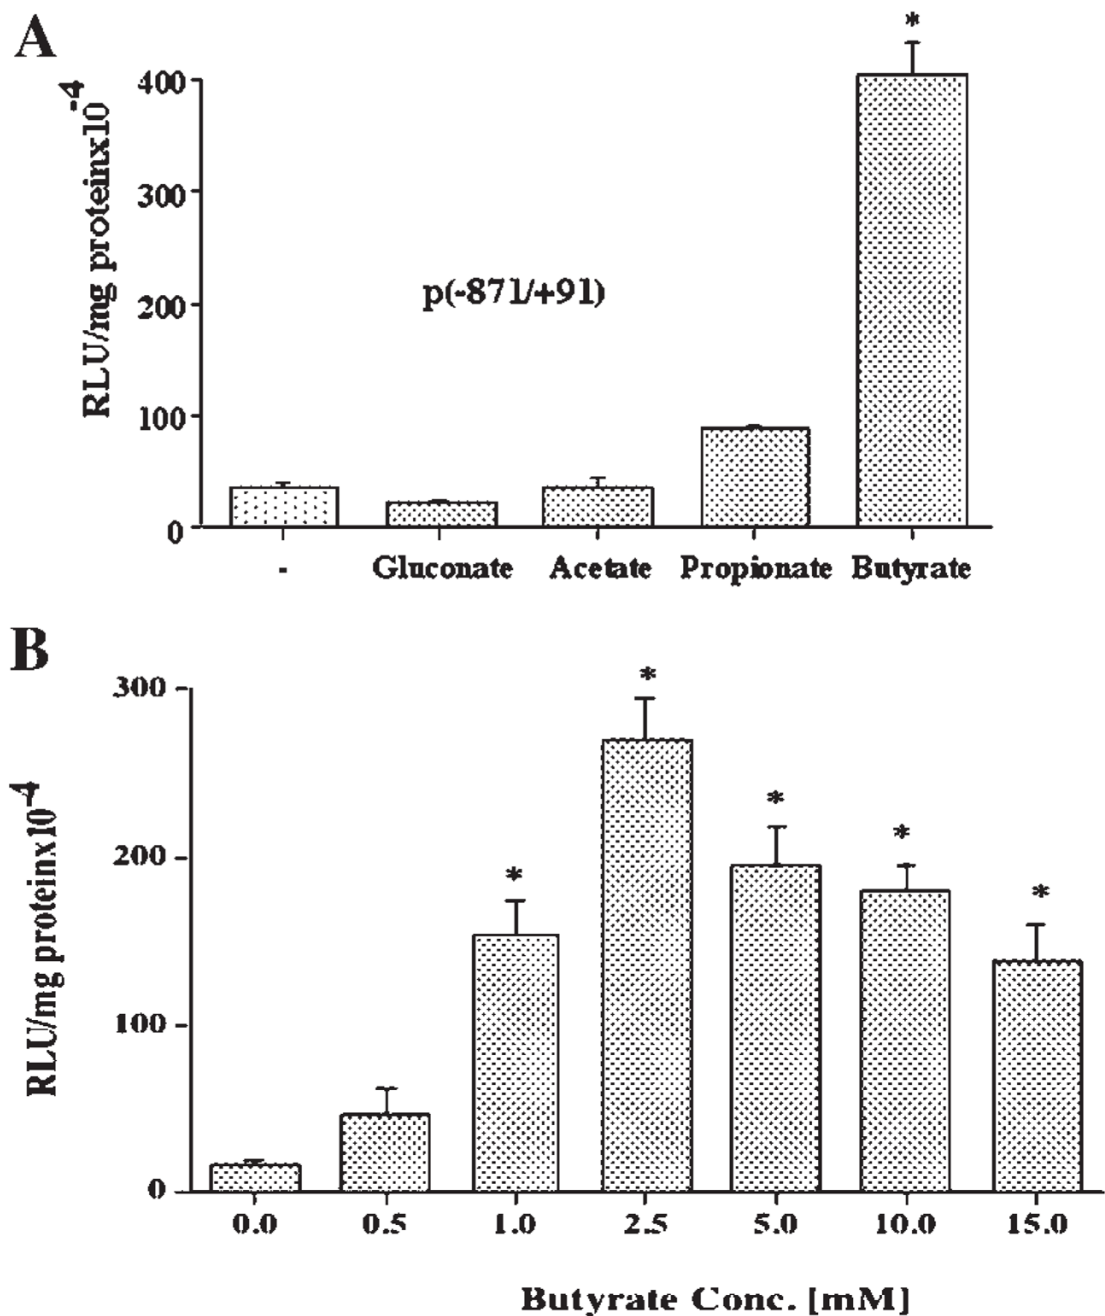 A
RLU/mg proteinx10-4
400
300
200
100
0
p(-871/+91)
*
- Gluconate Acetate Propionate Butyrate
B
RLU/mg proteinx10-4
300
200
100
0
* * * * *
0.0 0.5 1.0 2.5 5.0 10.0 15.0
Butyrate Conc. [mM]